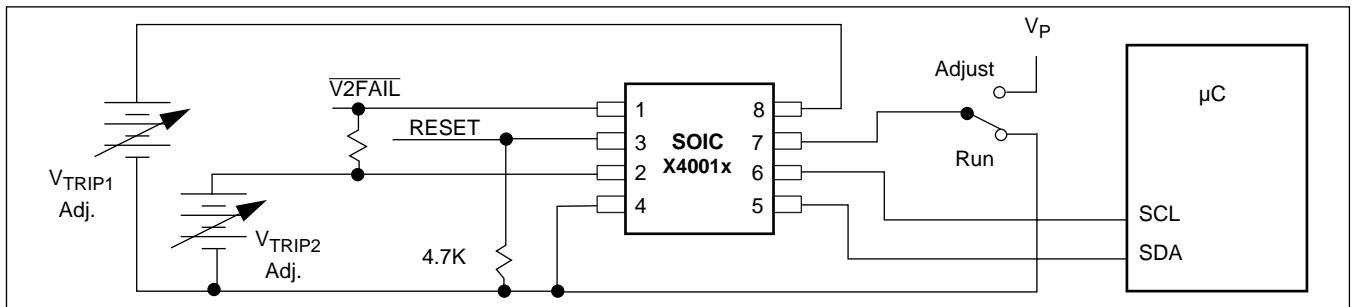 V_P
Adjust
µC
V2FAIL
1
8
RESET
3
SOIC
X4001x
7
Run
2
6
V_TRIP1
Adj.
4
5
SCL
V_TRIP2
Adj.
4.7K
SDA